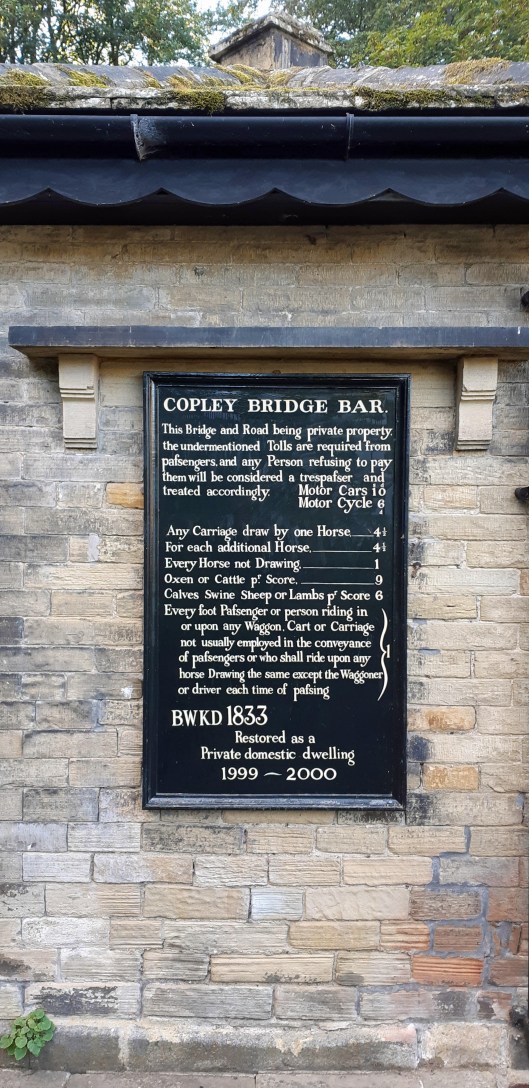 COPLEY BRIDGE BAR.
This Bridge and Road being private property.
the undermentioned Tolls are required from
paſsengers, and any Person refusing to pay
them will be considered a trespaſser and
treated accordingly. Motor Cars 10
Motor Cycle 6
Any Carriage draw by one Horse 4½
For each additional Horse, 4½
Every Horse not Drawing, 1
Oxen or Cattle pr. Score, 9
Calves Swine Sheep or Lambs pr Score 6
Every foot Paſsenger or person riding in
or upon any Waggon, Cart or Carriage
not usually employed in the conveyance
of paſsengers or who shall ride upon any 1
horse Drawing the same except the Waggoner
or driver each time of paſsing
BWKD 1833
Restored as a
Private domestic dwelling
1999 — 2000